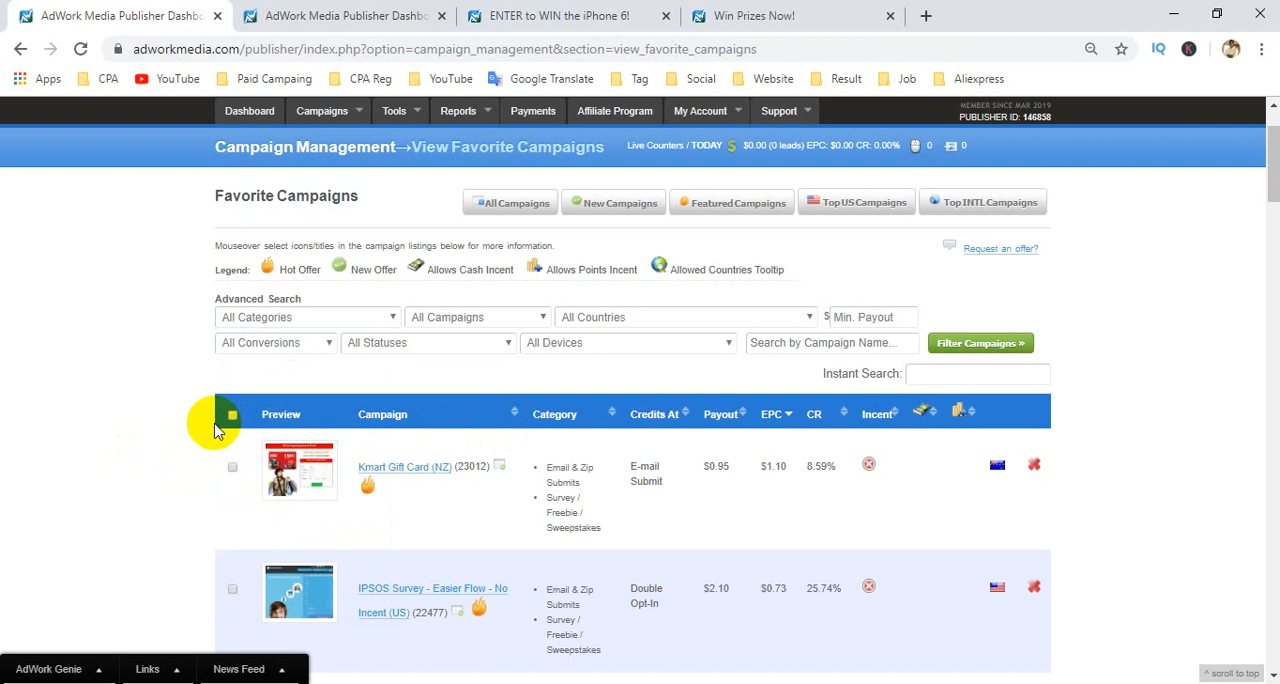 AdWork Media Publisher Dashbo
AdWork Media Publisher Dashbo
ENTER to WIN the iPhone 6!
Win Prizes Now!
adworkmedia.com/publisher/index.php?option=campaign_management&section=view_favorite_campaigns
Apps CPA YouTube Paid Campaing CPA Reg YouTube Google Translate Tag Social Website Result Job Aliexpress
Dashboard Campaigns Tools Reports Payments Affiliate Program My Account Support
MEMBER SINCE MAR 2019
PUBLISHER ID: 146858
Campaign Management→View Favorite Campaigns
Live Counters / TODAY $0.00 (0 leads) EPC: $0.00 CR: 0.00% 0 0
Favorite Campaigns
All Campaigns New Campaigns Featured Campaigns Top US Campaigns Top INTL Campaigns
Mouseover select icons/titles in the campaign listings below for more information.
Request an offer?
Legend: Hot Offer New Offer Allows Cash Incent Allows Points Incent Allowed Countries Tooltip
Advanced Search
All Categories All Campaigns All Countries $ Min. Payout
All Conversions All Statuses All Devices Search by Campaign Name... Filter Campaigns »
Instant Search:
Preview Campaign Category Credits At Payout EPC CR Incent
Kmart Gift Card (NZ) (23012)
Email & Zip
Submits
Survey /
Freebie /
Sweepstakes
E-mail
Submit
$0.95 $1.10 8.59%
IPSOS Survey - Easier Flow - No
Incent (US) (22477)
Email & Zip
Submits
Survey /
Freebie /
Sweepstakes
Double
Opt-In
$2.10 $0.73 25.74%
AdWork Genie Links News Feed
^ scroll to top